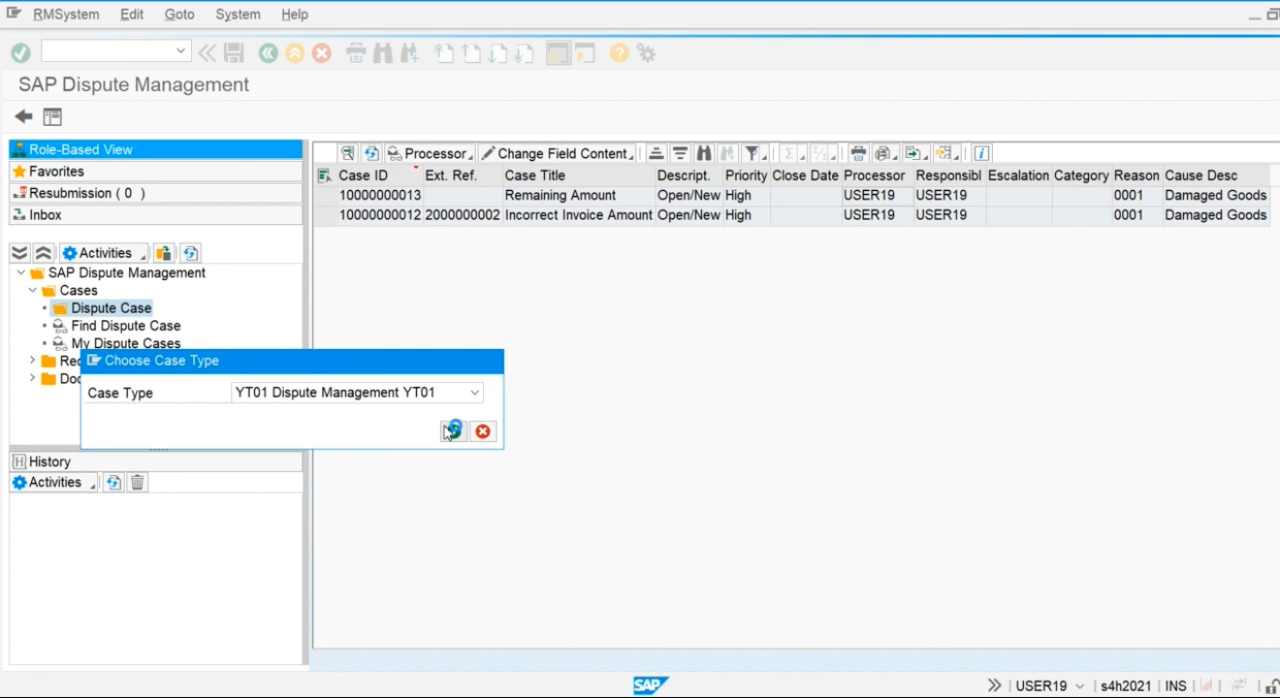 RMSystem Edit Goto System Help
SAP Dispute Management
Role-Based View
Favorites
Resubmission ( 0 )
Inbox
Activities
SAP Dispute Management
Cases
Dispute Case
Find Dispute Case
My Dispute Cases
Rec
Doc
Processor Change Field Content
Case ID Ext. Ref. Case Title Descript. Priority Close Date Processor Responsibl Escalation Category Reason Cause Desc
10000000013 Remaining Amount Open/New High USER19 USER19 0001 Damaged Goods
10000000012 2000000002 Incorrect Invoice Amount Open/New High USER19 USER19 0001 Damaged Goods
Choose Case Type
Case Type YT01 Dispute Management YT01
History
Activities
SAP USER19 s4h2021 INS